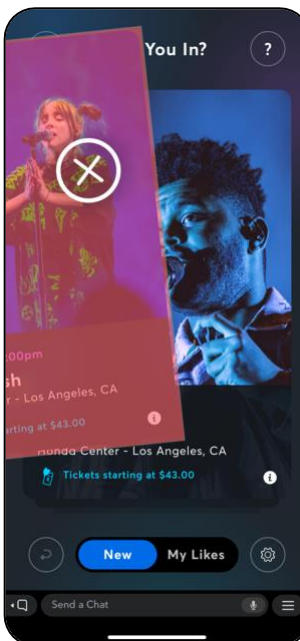 You In?
?
:00pm
sh
r - Los Angeles, CA
arting at $43.00
i
Honda Center - Los Angeles, CA
Tickets starting at $43.00
i
New
My Likes
Send a Chat